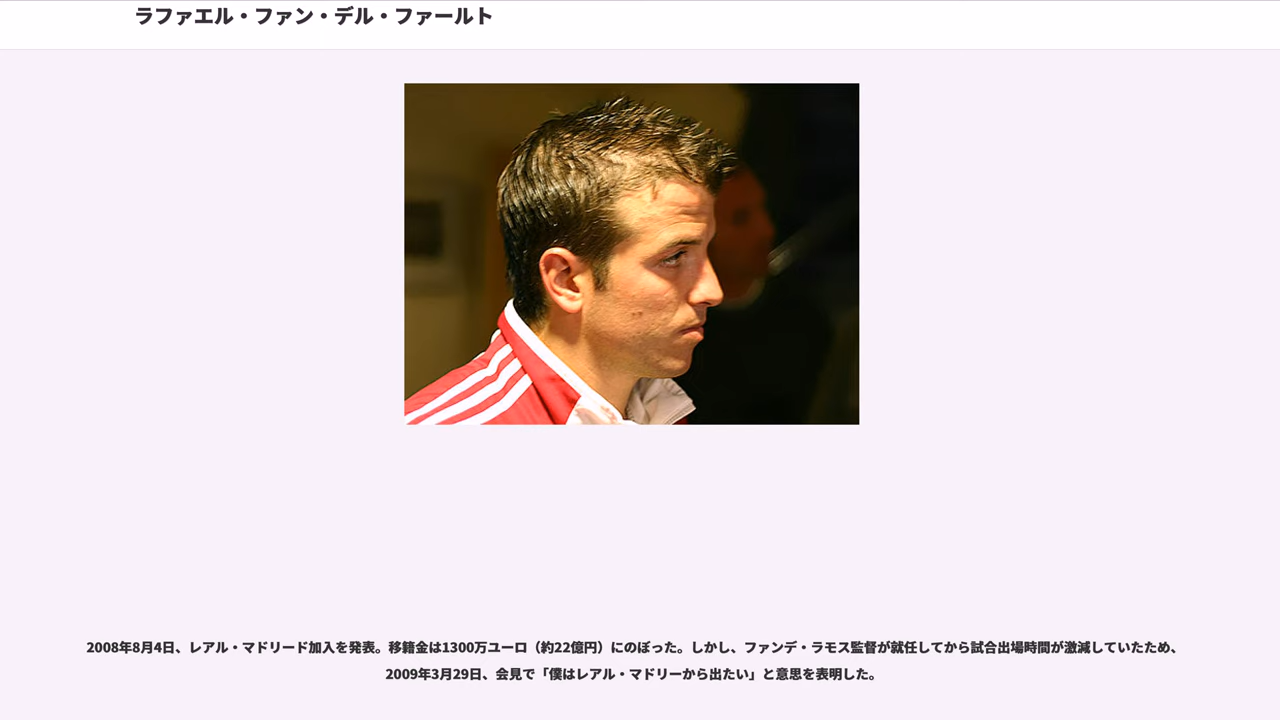 ラファエル・ファン・デル・ファールト
2008年8月4日、レアル・マドリード加入を発表。移籍金は1300万ユーロ（約22億円）にのぼった。しかし、ファンデ・ラモス監督が就任してから試合出場時間が激減していたため、
2009年3月29日、会見で「僕はレアル・マドリーから出たい」と意思を表明した。